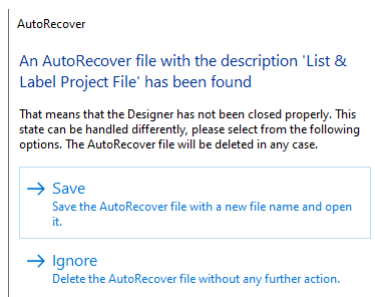 AutoRecover
An AutoRecover file with the description 'List &
Label Project File' has been found
That means that the Designer has not been closed properly. This
state can be handled differently, please select from the following
options. The AutoRecover file will be deleted in any case.
→ Save
Save the AutoRecover file with a new file name and open
it.
→ Ignore
Delete the AutoRecover file without any further action.